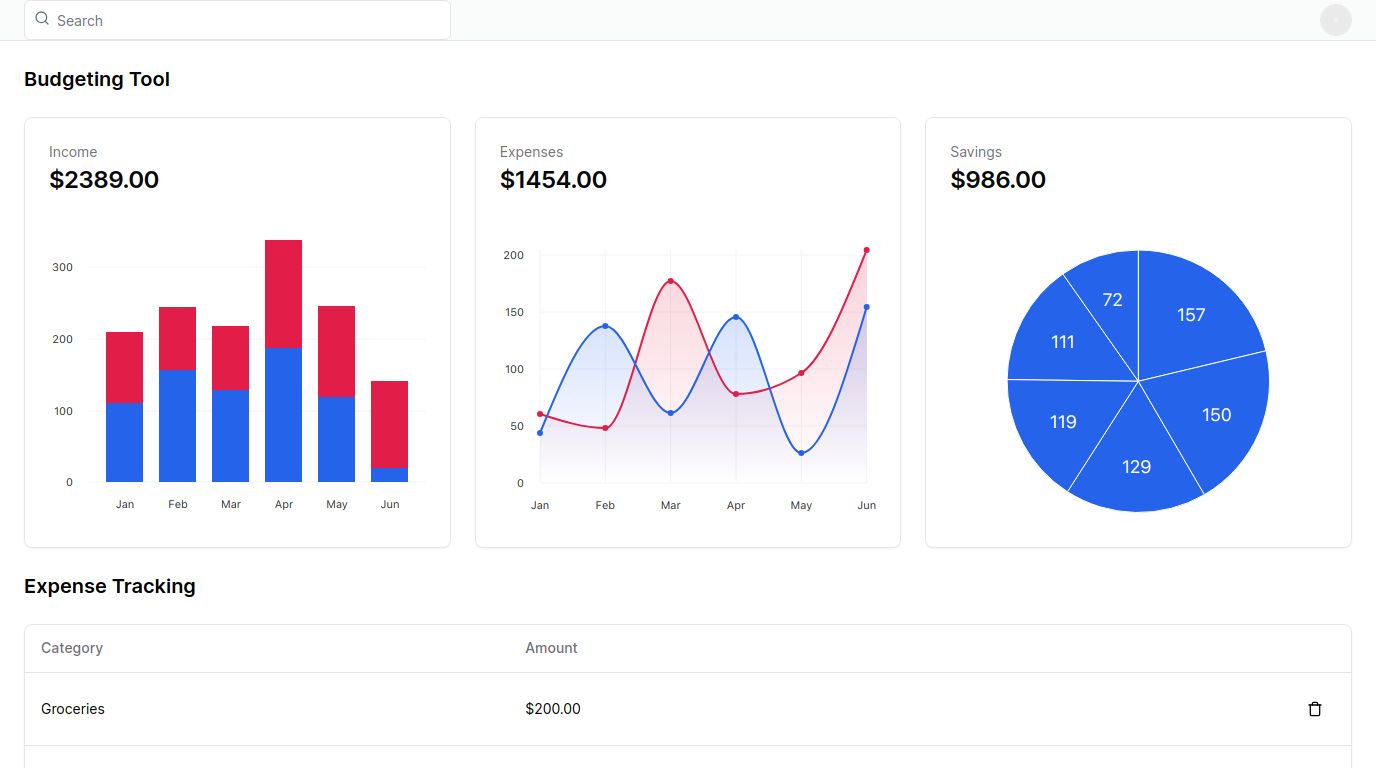 Search
Budgeting Tool
Income
$2389.00
300
200
100
0
Jan Feb Mar Apr May Jun
Expenses
$1454.00
200
150
100
50
0
Jan Feb Mar Apr May Jun
Savings
$986.00
72 157
111
150
119
129
Expense Tracking
Category Amount
Groceries $200.00